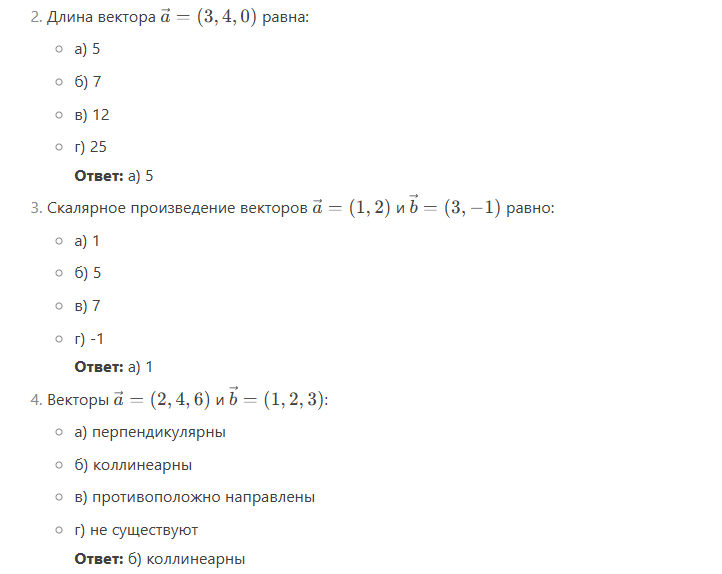 2. Длина вектора a⃗ = (3, 4, 0) равна:
а) 5
б) 7
в) 12
г) 25
Ответ: а) 5
3. Скалярное произведение векторов a⃗ = (1, 2) и b⃗ = (3, −1) равно:
а) 1
б) 5
в) 7
г) -1
Ответ: а) 1
4. Векторы a⃗ = (2, 4, 6) и b⃗ = (1, 2, 3):
а) перпендикулярны
б) коллинеарны
в) противоположно направлены
г) не существуют
Ответ: б) коллинеарны